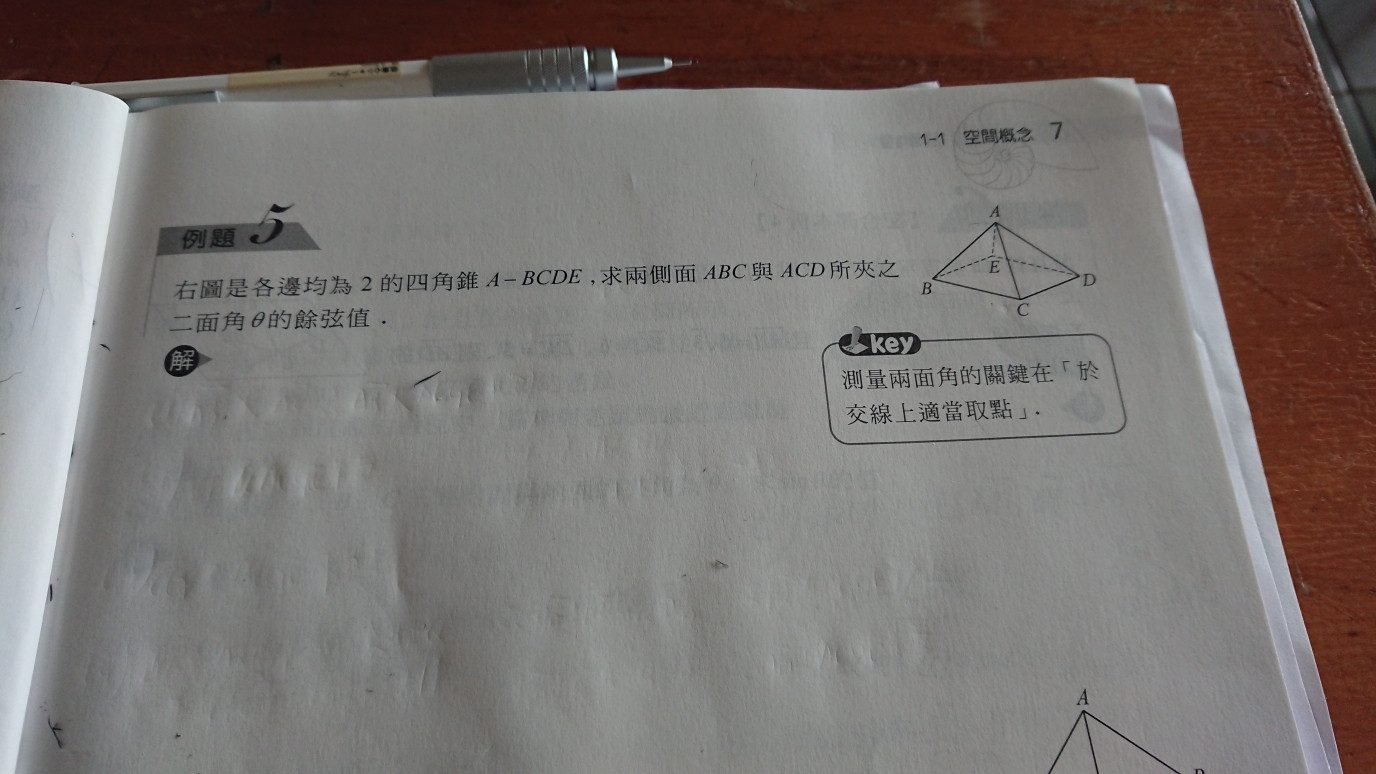 1-1 空間概念 7
例題 5
右圖是各邊均為 2 的四角錐 A-BCDE,求兩側面 ABC 與 ACD 所夾之
二面角 θ 的餘弦值.
A
E
B
D
C
解
key
測量兩面角的關鍵在「於
交線上適當取點」.
A